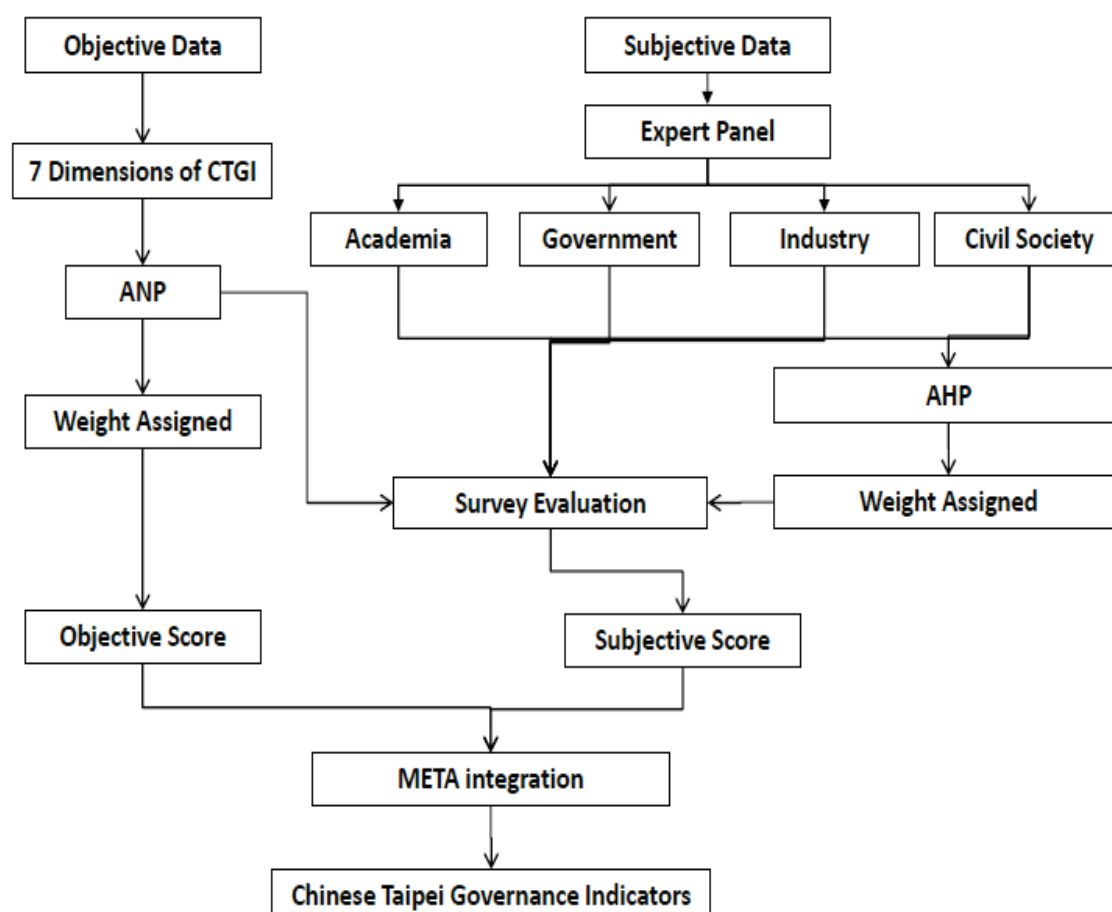 Objective Data
Subjective Data
Expert Panel
7 Dimensions of CTGI
Academia
Government
Industry
Civil Society
ANP
AHP
Weight Assigned
Survey Evaluation
Weight Assigned
Objective Score
Subjective Score
META integration
Chinese Taipei Governance Indicators